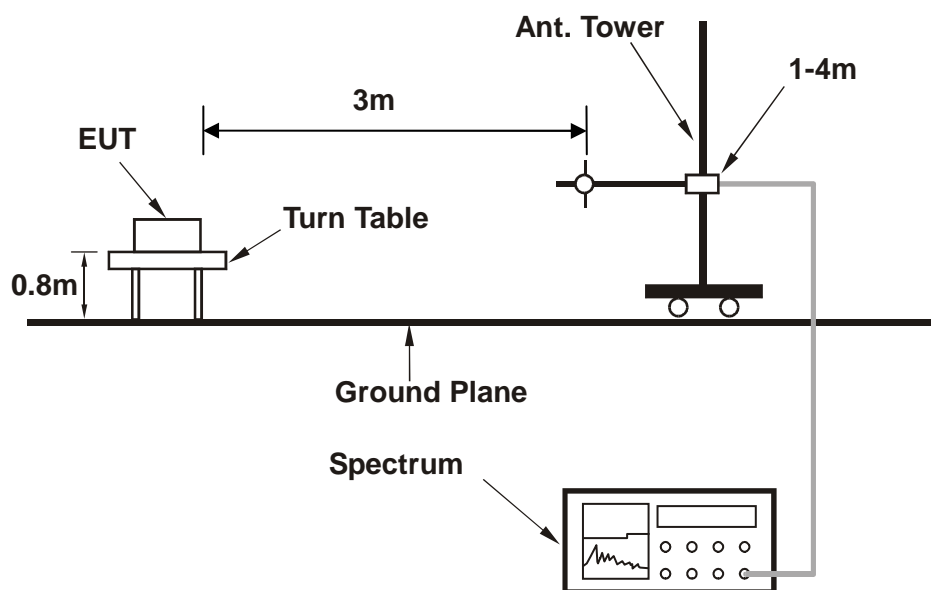 Ant. Tower
1-4m
3m
EUT
Turn Table
0.8m
Ground Plane
Spectrum